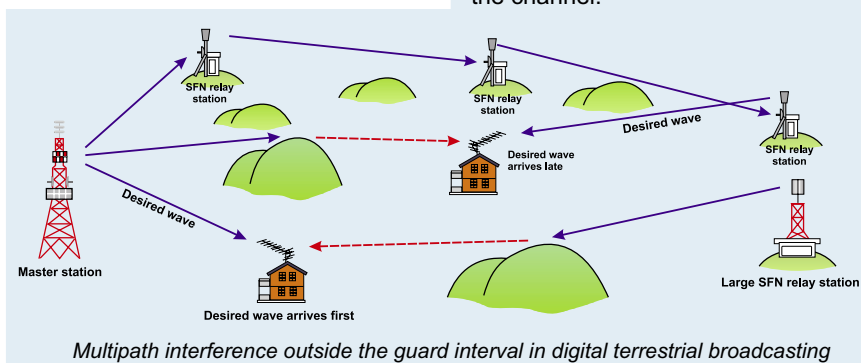 the channel.
SFN relay
station
SFN relay
station
Desired wave
SFN relay
station
Desired wave
arrives late
Desired wave
Master station
Desired wave arrives first
Large SFN relay station
Multipath interference outside the guard interval in digital terrestrial broadcasting